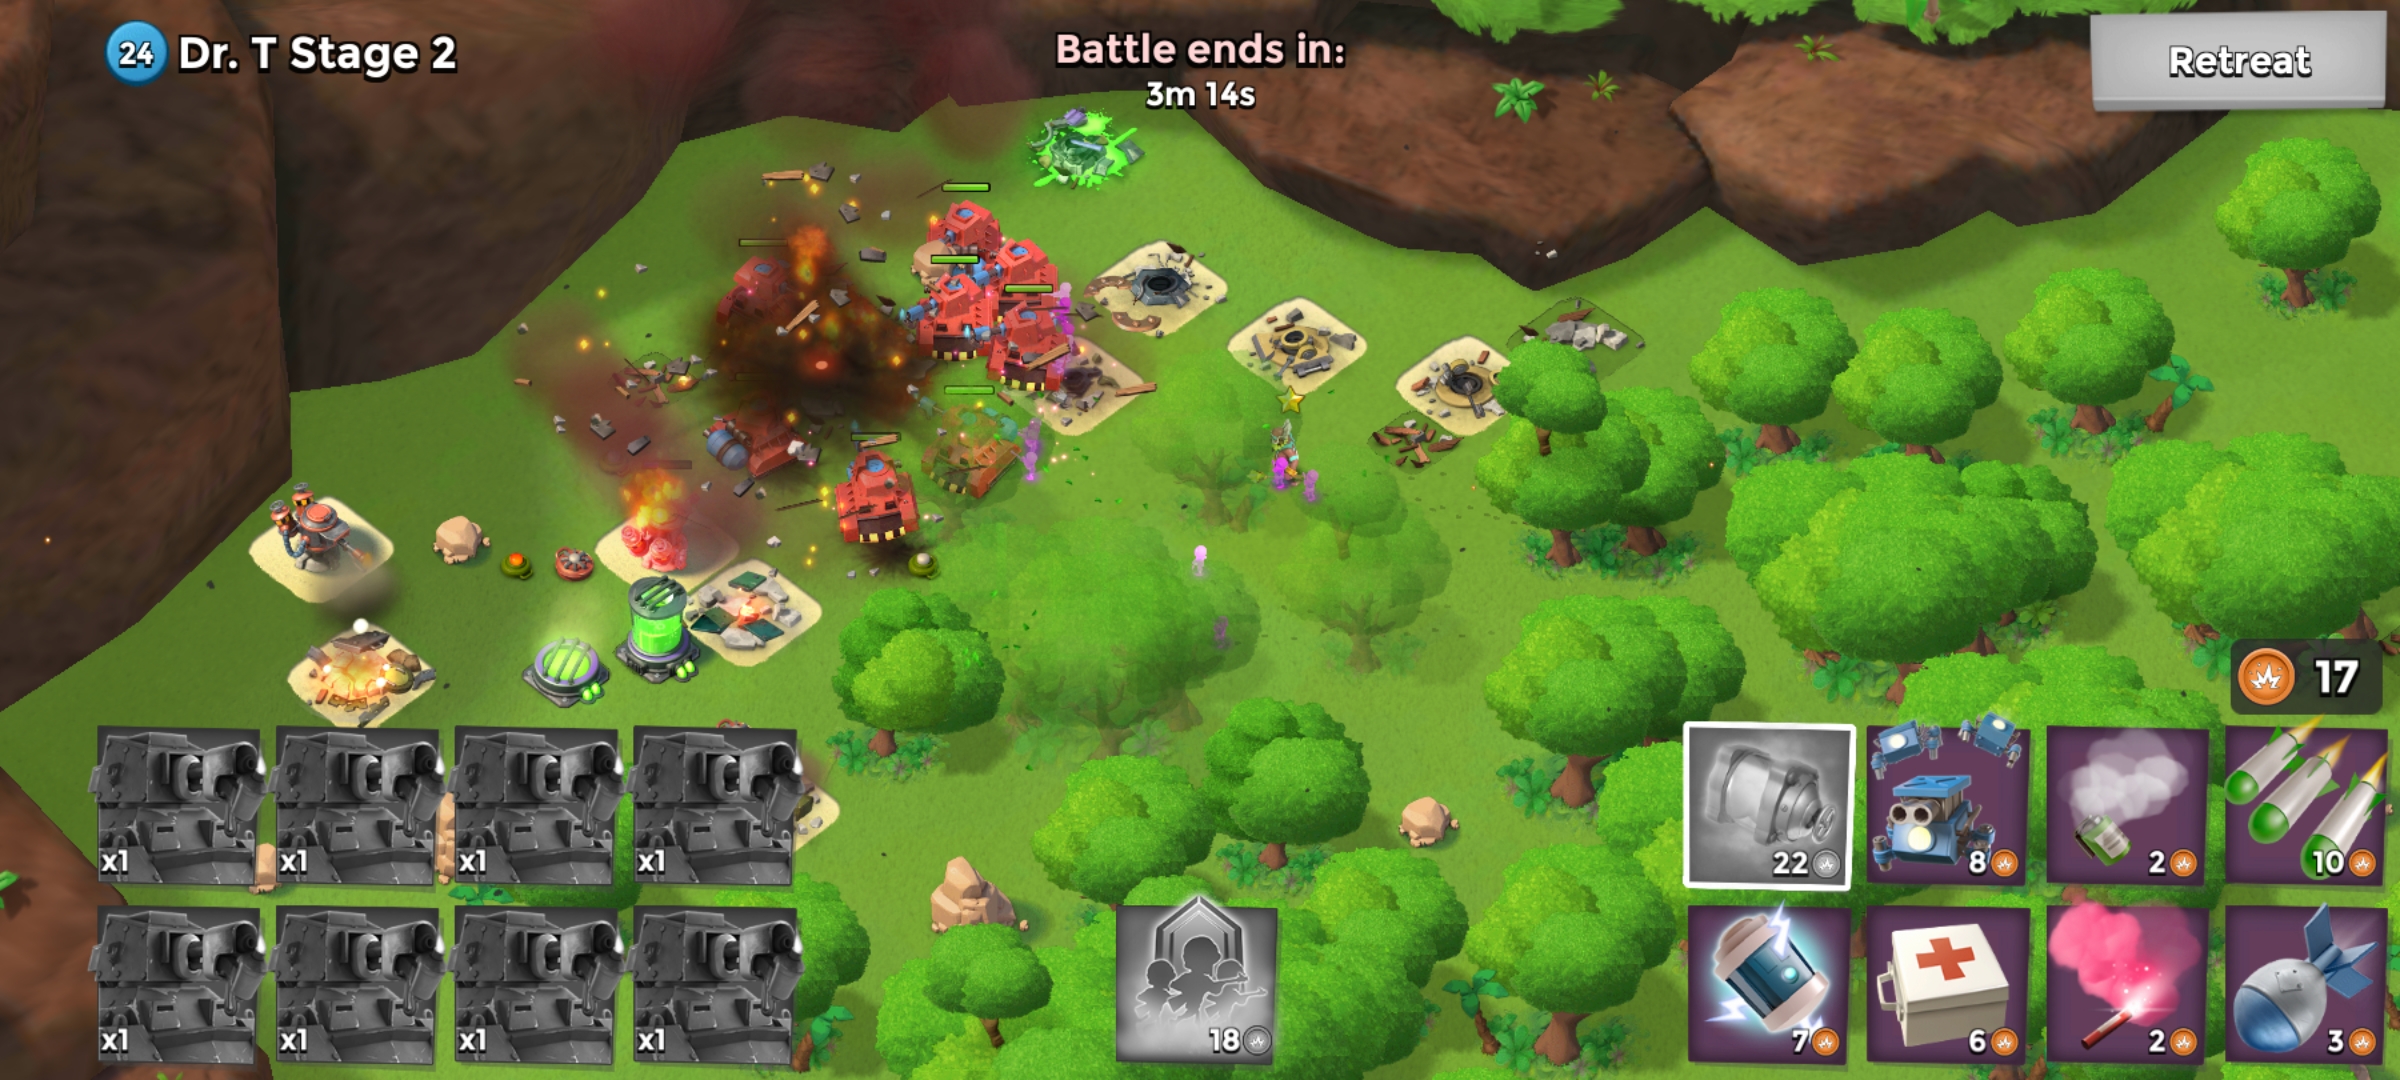 24 Dr. T Stage 2
Battle ends in:
3m 14s
Retreat
17
x1 x1 x1 x1
22 8 2 10
x1 x1 x1 x1
18
7 6 2 3